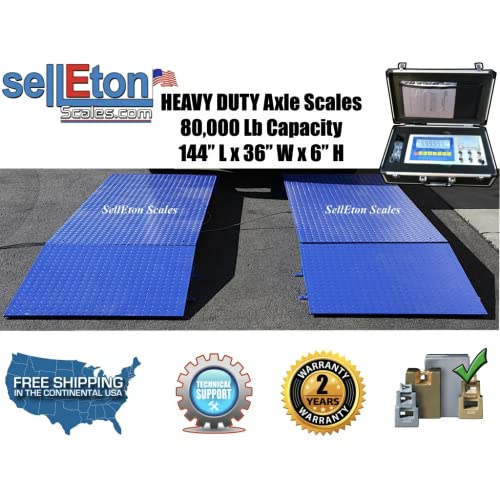 sellEton
Scales.com
HEAVY DUTY Axle Scales
80,000 Lb Capacity
144” L x 36” W x 6” H
SellEton Scales
SellEton Scales
FREE SHIPPING
IN THE CONTINENTAL USA
TECHNICAL
SUPPORT
WARRANTY
2
YEARS
WARRANTY